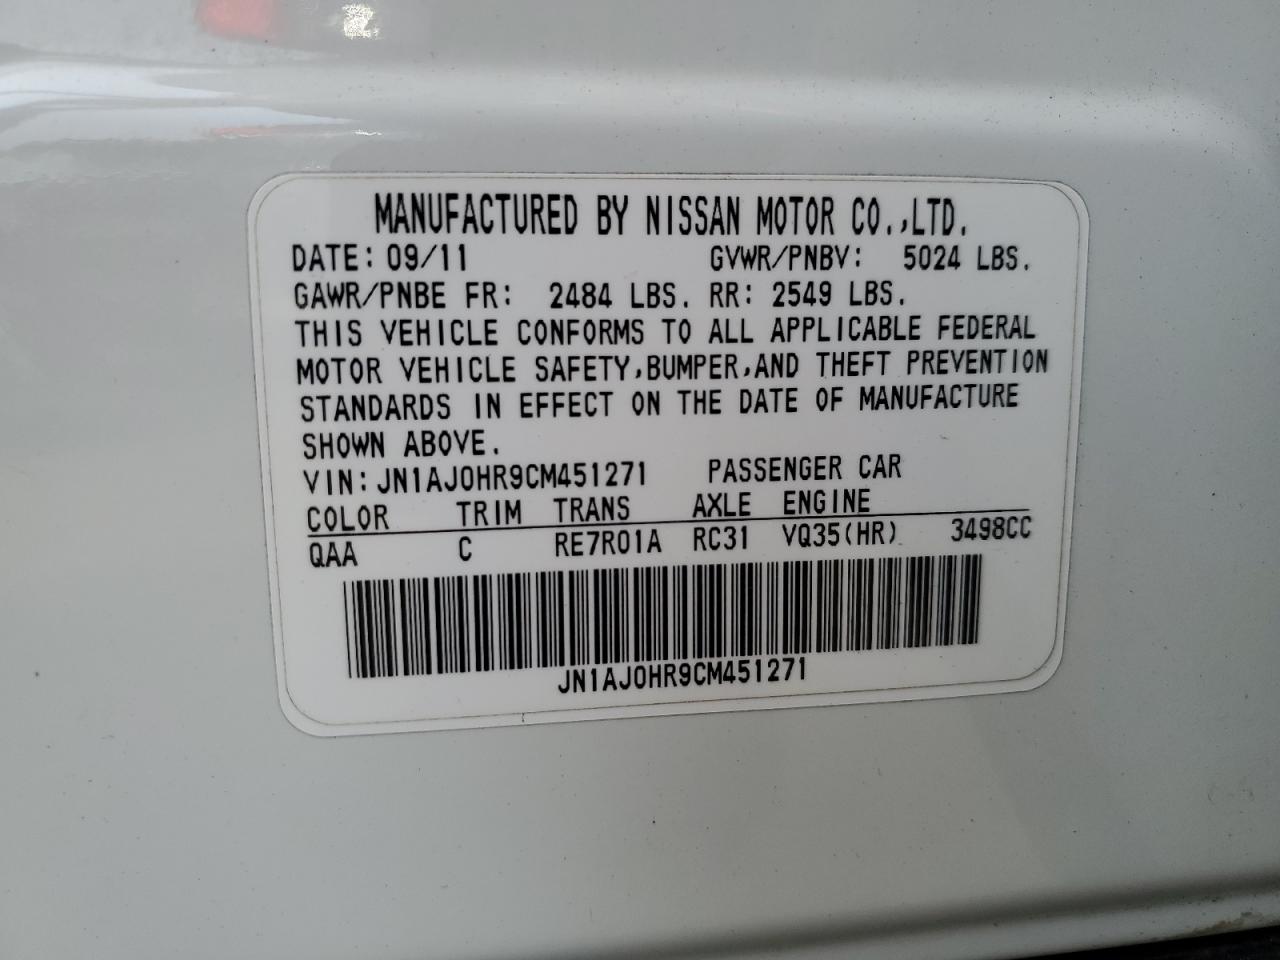 MANUFACTURED BY NISSAN MOTOR CO.,LTD.
DATE: 09/11 GVWR/PNBV: 5024 LBS.
GAWR/PNBE FR: 2484 LBS. RR: 2549 LBS.
THIS VEHICLE CONFORMS TO ALL APPLICABLE FEDERAL
MOTOR VEHICLE SAFETY,BUMPER,AND THEFT PREVENTION
STANDARDS IN EFFECT ON THE DATE OF MANUFACTURE
SHOWN ABOVE.
VIN:JN1AJ0HR9CM451271 PASSENGER CAR
COLOR TRIM TRANS AXLE ENGINE
QAA C RE7R01A RC31 VQ35(HR) 3498CC
JN1AJ0HR9CM451271